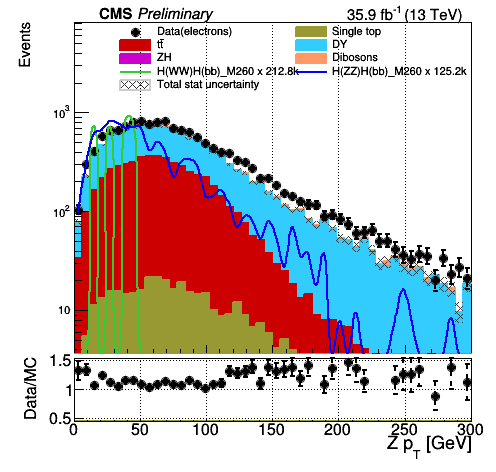 CMS Preliminary 35.9 fb⁻¹ (13 TeV)
Data(electrons) Single top
tt̄ DY
ZH Dibosons
H(WW)H(bb)_M260 x 212.8k H(ZZ)H(bb)_M260 x 125.2k
Total stat uncertainty
Events
10³
10²
10
Data/MC
1.5
1
0.5
0 50 100 150 200 250 300
Z p_T [GeV]